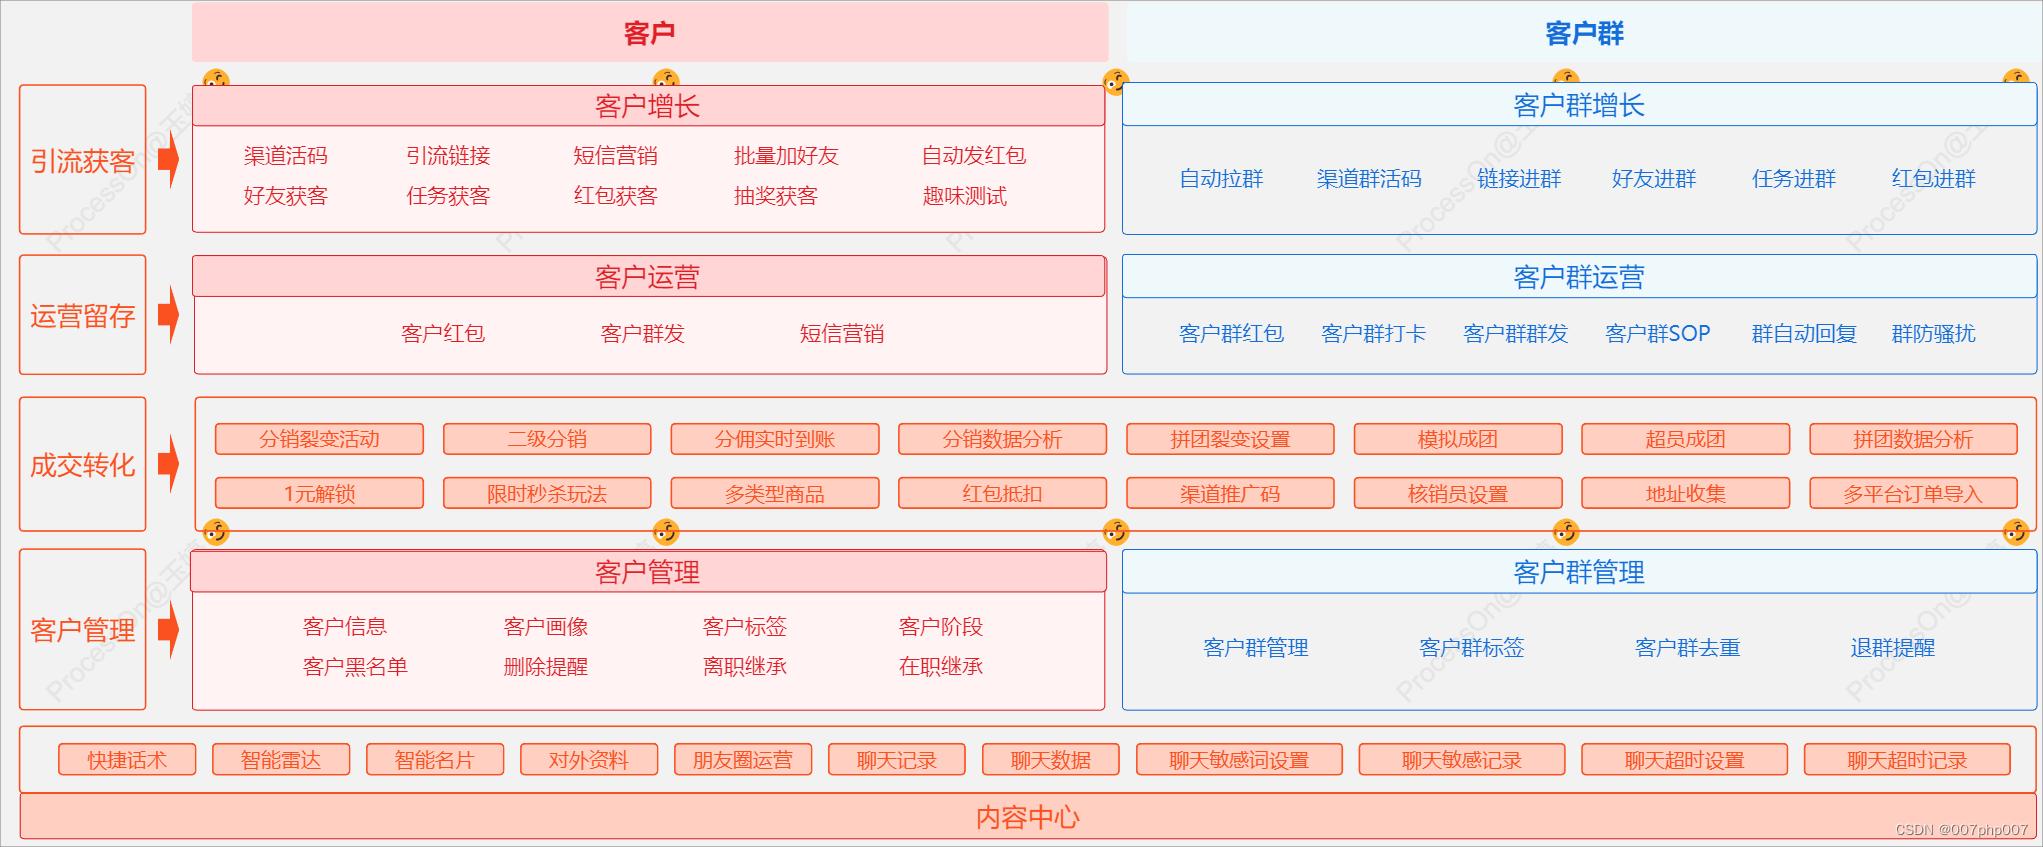 客户
客户群
引流获客
客户增长
渠道活码 引流链接 短信营销 批量加好友 自动发红包
好友获客 任务获客 红包获客 抽奖获客 趣味测试
客户群增长
自动拉群 渠道群活码 链接进群 好友进群 任务进群 红包进群
运营留存
客户运营
客户红包 客户群发 短信营销
客户群运营
客户群红包 客户群打卡 客户群群发 客户群SOP 群自动回复 群防骚扰
成交转化
分销裂变活动 二级分销 分佣实时到账 分销数据分析 拼团裂变设置 模拟成团 超员成团 拼团数据分析
1元解锁 限时秒杀玩法 多类型商品 红包抵扣 渠道推广码 核销员设置 地址收集 多平台订单导入
客户管理
客户管理
客户信息 客户画像 客户标签 客户阶段
客户黑名单 删除提醒 离职继承 在职继承
客户群管理
客户群管理 客户群标签 客户群去重 退群提醒
快捷话术 智能雷达 智能名片 对外资料 朋友圈运营 聊天记录 聊天数据 聊天敏感词设置 聊天敏感记录 聊天超时设置 聊天超时记录
内容中心
CSDN @007php007